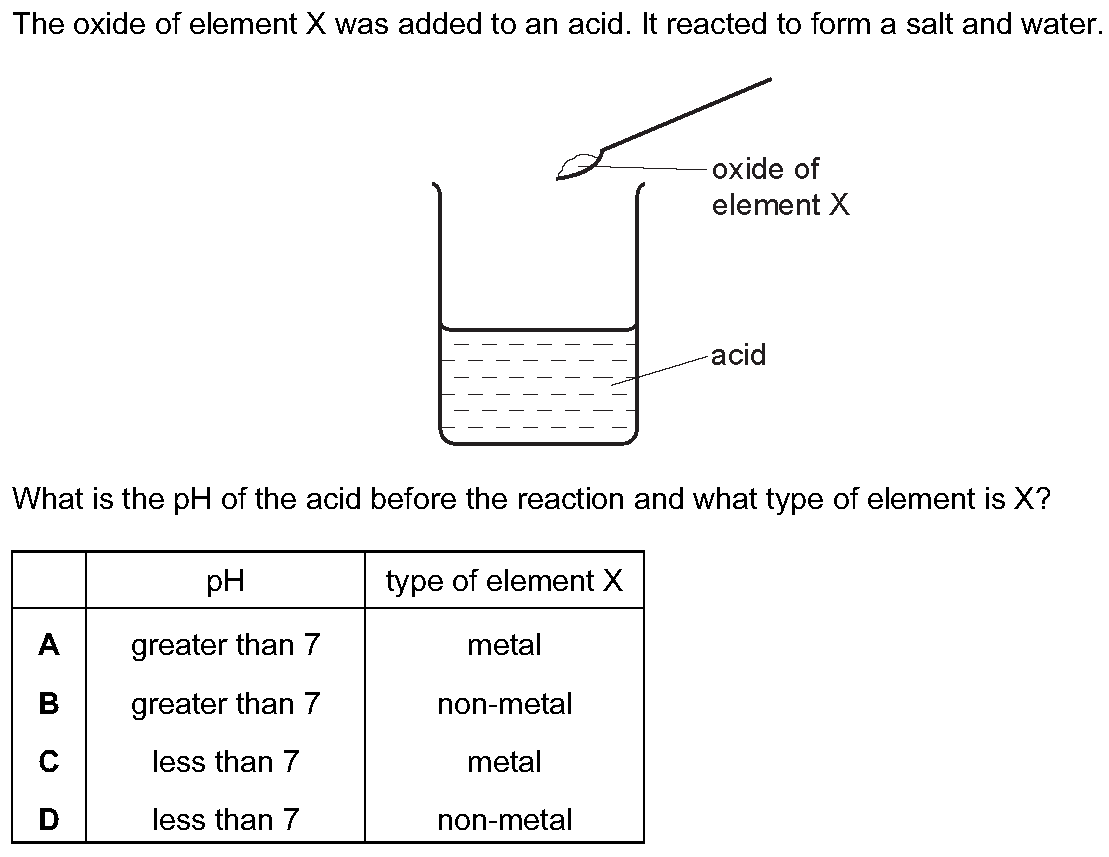 The oxide of element X was added to an acid. It reacted to form a salt and water.
oxide of
element X
acid
What is the pH of the acid before the reaction and what type of element is X?
pH type of element X
A greater than 7 metal
B greater than 7 non-metal
C less than 7 metal
D less than 7 non-metal